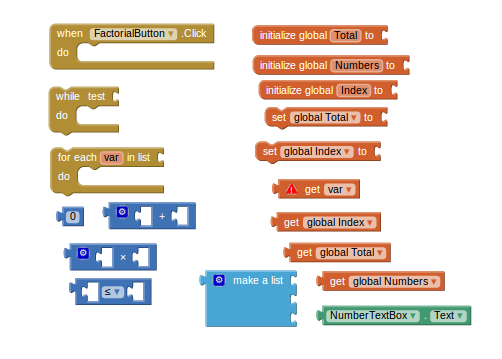 when FactorialButton ▾ .Click
do
while test
do
for each var in list
do
0
+
×
≤ ▾
initialize global Total to
initialize global Numbers to
initialize global Index to
set global Total ▾ to
set global Index ▾ to
get var ▾
get global Index ▾
get global Total ▾
make a list
get global Numbers ▾
NumberTextBox ▾ . Text ▾